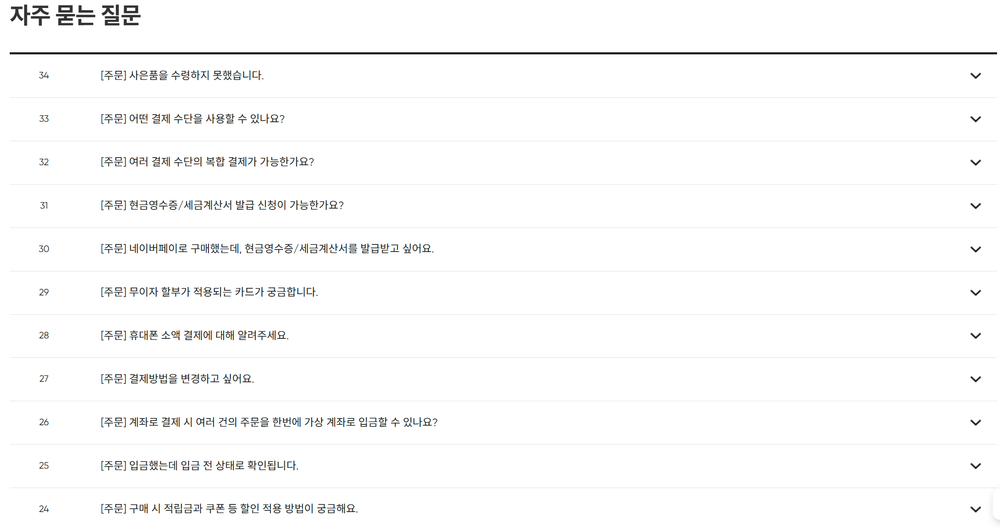 자주 묻는 질문
34 [주문] 사은품을 수령하지 못했습니다.
33 [주문] 어떤 결제 수단을 사용할 수 있나요?
32 [주문] 여러 결제 수단의 복합 결제가 가능한가요?
31 [주문] 현금영수증/세금계산서 발급 신청이 가능한가요?
30 [주문] 네이버페이로 구매했는데, 현금영수증/세금계산서를 발급받고 싶어요.
29 [주문] 무이자 할부가 적용되는 카드가 궁금합니다.
28 [주문] 휴대폰 소액 결제에 대해 알려주세요.
27 [주문] 결제방법을 변경하고 싶어요.
26 [주문] 계좌로 결제 시 여러 건의 주문을 한번에 가상 계좌로 입금할 수 있나요?
25 [주문] 입금했는데 입금 전 상태로 확인됩니다.
24 [주문] 구매 시 적립금과 쿠폰 등 할인 적용 방법이 궁금해요.